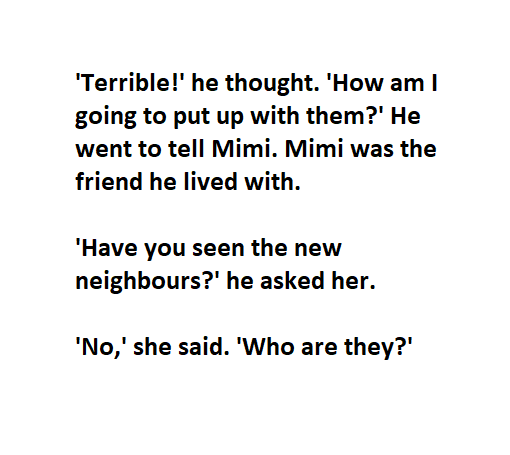 'Terrible!' he thought. 'How am I
going to put up with them?' He
went to tell Mimi. Mimi was the
friend he lived with.
'Have you seen the new
neighbours?' he asked her.
'No,' she said. 'Who are they?'